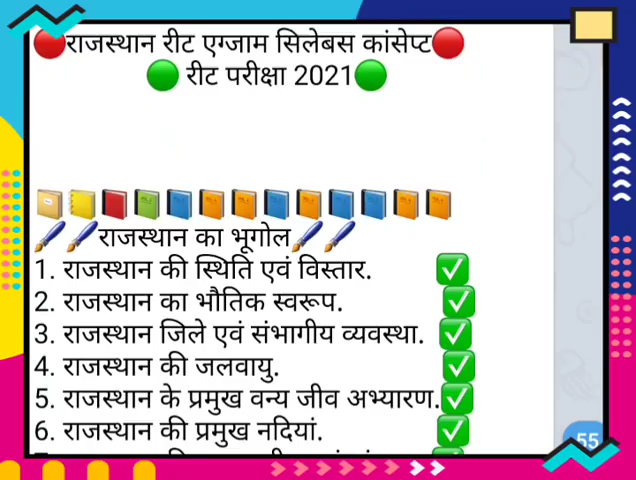 राजस्थान रीट एग्जाम सिलेबस कांसेप्ट
रीट परीक्षा 2021
राजस्थान का भूगोल
1. राजस्थान की स्थिति एवं विस्तार.
2. राजस्थान का भौतिक स्वरूप.
3. राजस्थान जिले एवं संभागीय व्यवस्था.
4. राजस्थान की जलवायु.
5. राजस्थान के प्रमुख वन्य जीव अभ्यारण.
6. राजस्थान की प्रमुख नदियां.
55